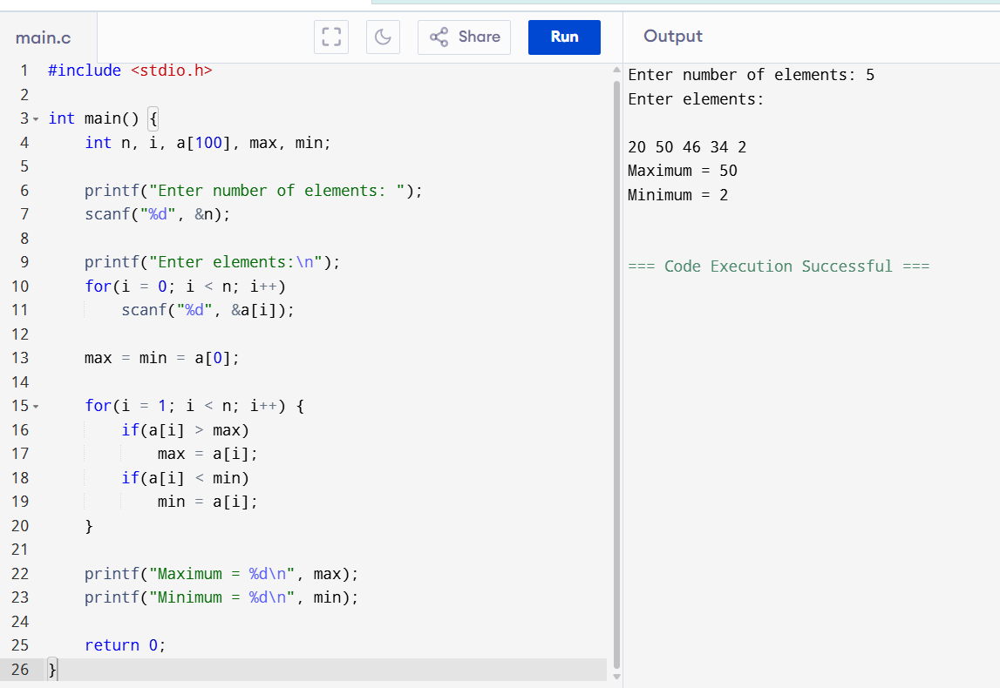 main.c
Share
Run
Output
1 #include <stdio.h>
2
3 int main() {
4     int n, i, a[100], max, min;
5
6     printf("Enter number of elements: ");
7     scanf("%d", &n);
8
9     printf("Enter elements:\n");
10     for(i = 0; i < n; i++)
11         scanf("%d", &a[i]);
12
13     max = min = a[0];
14
15     for(i = 1; i < n; i++) {
16         if(a[i] > max)
17             max = a[i];
18         if(a[i] < min)
19             min = a[i];
20     }
21
22     printf("Maximum = %d\n", max);
23     printf("Minimum = %d\n", min);
24
25     return 0;
26 }
Enter number of elements: 5
Enter elements:
20 50 46 34 2
Maximum = 50
Minimum = 2
=== Code Execution Successful ===